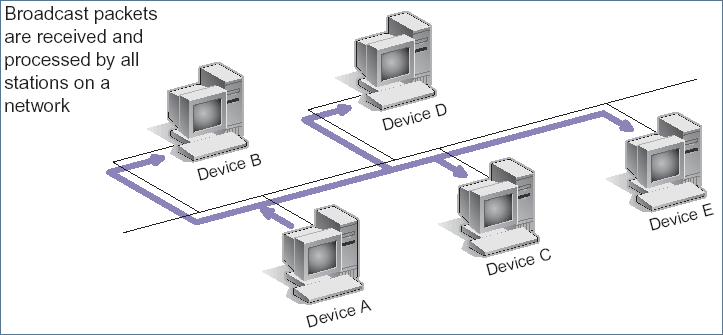 Broadcast packets
are received and
processed by all
stations on a
network
Device D
Device B
Device E
Device C
Device A